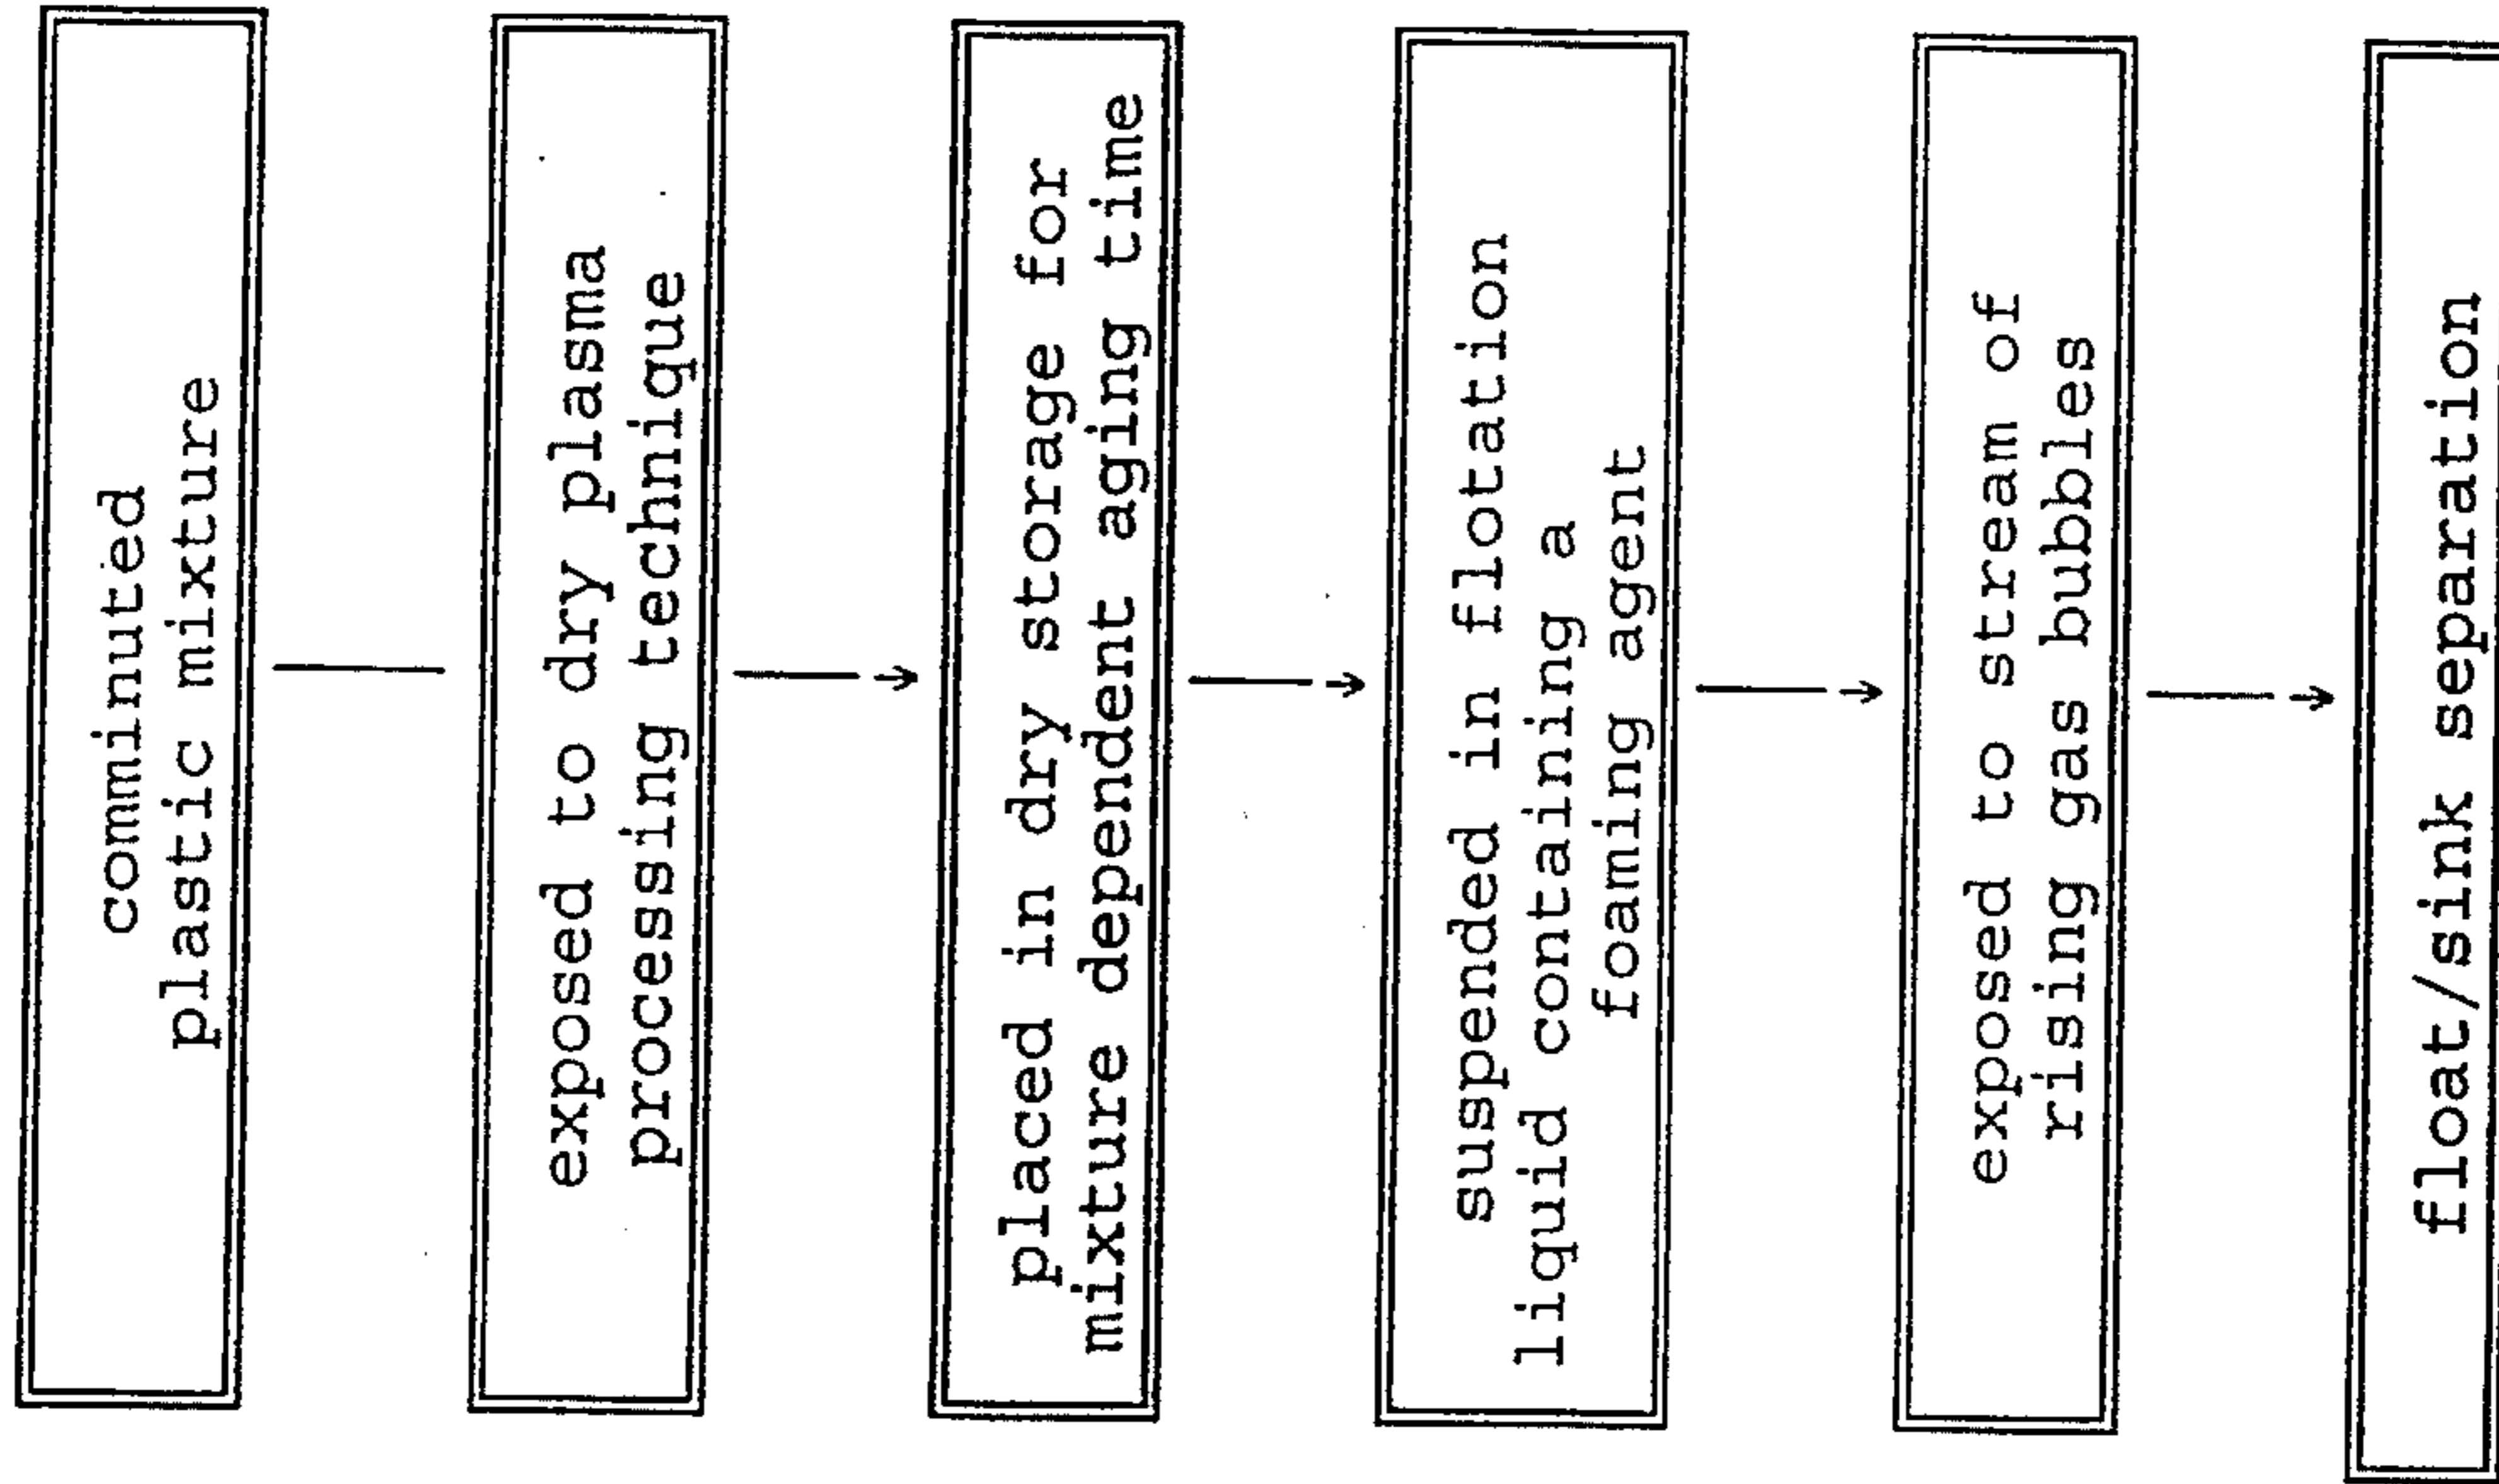 comminuted
plastic mixture
exposed to dry plasma
processing technique
placed in dry storage for
mixture dependent aging time
suspended in flotation
liquid containing a
foaming agent
exposed to stream of
rising gas bubbles
float/sink separation